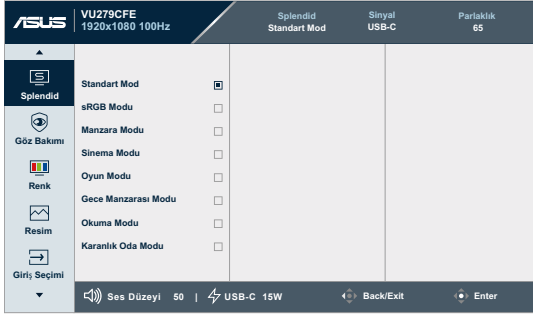 ASUS
VU279CFE
1920x1080 100Hz
Splendid
Standart Mod
Sinyal
USB-C
Parlaklık
65
Splendid
Göz Bakımı
Renk
Resim
Giriş Seçimi
Standart Mod
sRGB Modu
Manzara Modu
Sinema Modu
Oyun Modu
Gece Manzarası Modu
Okuma Modu
Karanlık Oda Modu
Ses Düzeyi 50 | USB-C 15W
Back/Exit
Enter